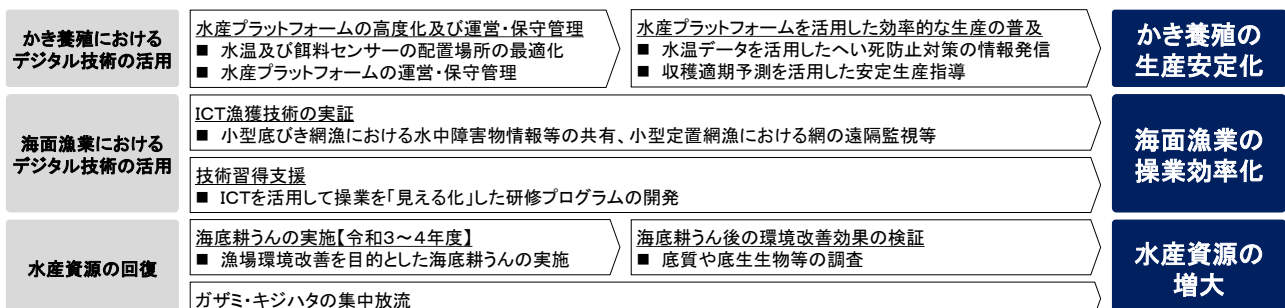 かき養殖における
デジタル技術の活用
水産プラットフォームの高度化及び運営・保守管理
■ 水温及び餌料センサーの配置場所の最適化
■ 水産プラットフォームの運営・保守管理
水産プラットフォームを活用した効率的な生産の普及
■ 水温データを活用したへい死防止対策の情報発信
■ 収穫適期予測を活用した安定生産指導
かき養殖の
生産安定化
海面漁業における
デジタル技術の活用
ICT漁獲技術の実証
■ 小型底びき網漁における水中障害物情報等の共有、小型定置網漁における網の遠隔監視等
技術習得支援
■ ICTを活用して操業を「見える化」した研修プログラムの開発
海面漁業の
操業効率化
水産資源の回復
海底耕うんの実施【令和3～4年度】
■ 漁場環境改善を目的とした海底耕うんの実施
海底耕うん後の環境改善効果の検証
■ 底質や底生生物等の調査
ガザミ・キジハタの集中放流
水産資源の
増大